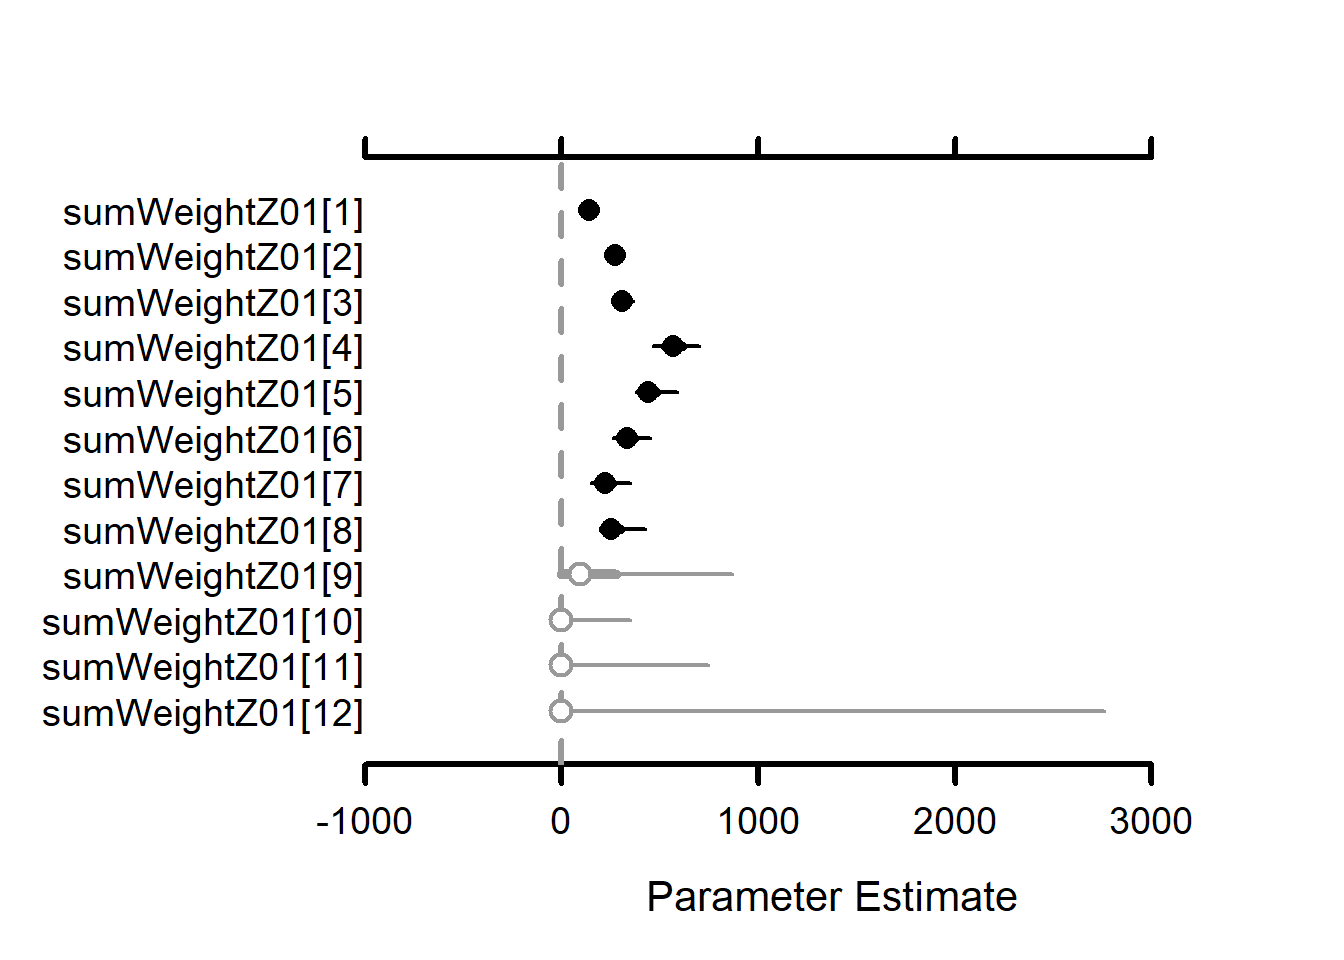 sumWeightZ01[1]
sumWeightZ01[2]
sumWeightZ01[3]
sumWeightZ01[4]
sumWeightZ01[5]
sumWeightZ01[6]
sumWeightZ01[7]
sumWeightZ01[8]
sumWeightZ01[9]
sumWeightZ01[10]
sumWeightZ01[11]
sumWeightZ01[12]
-1000 0 1000 2000 3000
Parameter Estimate